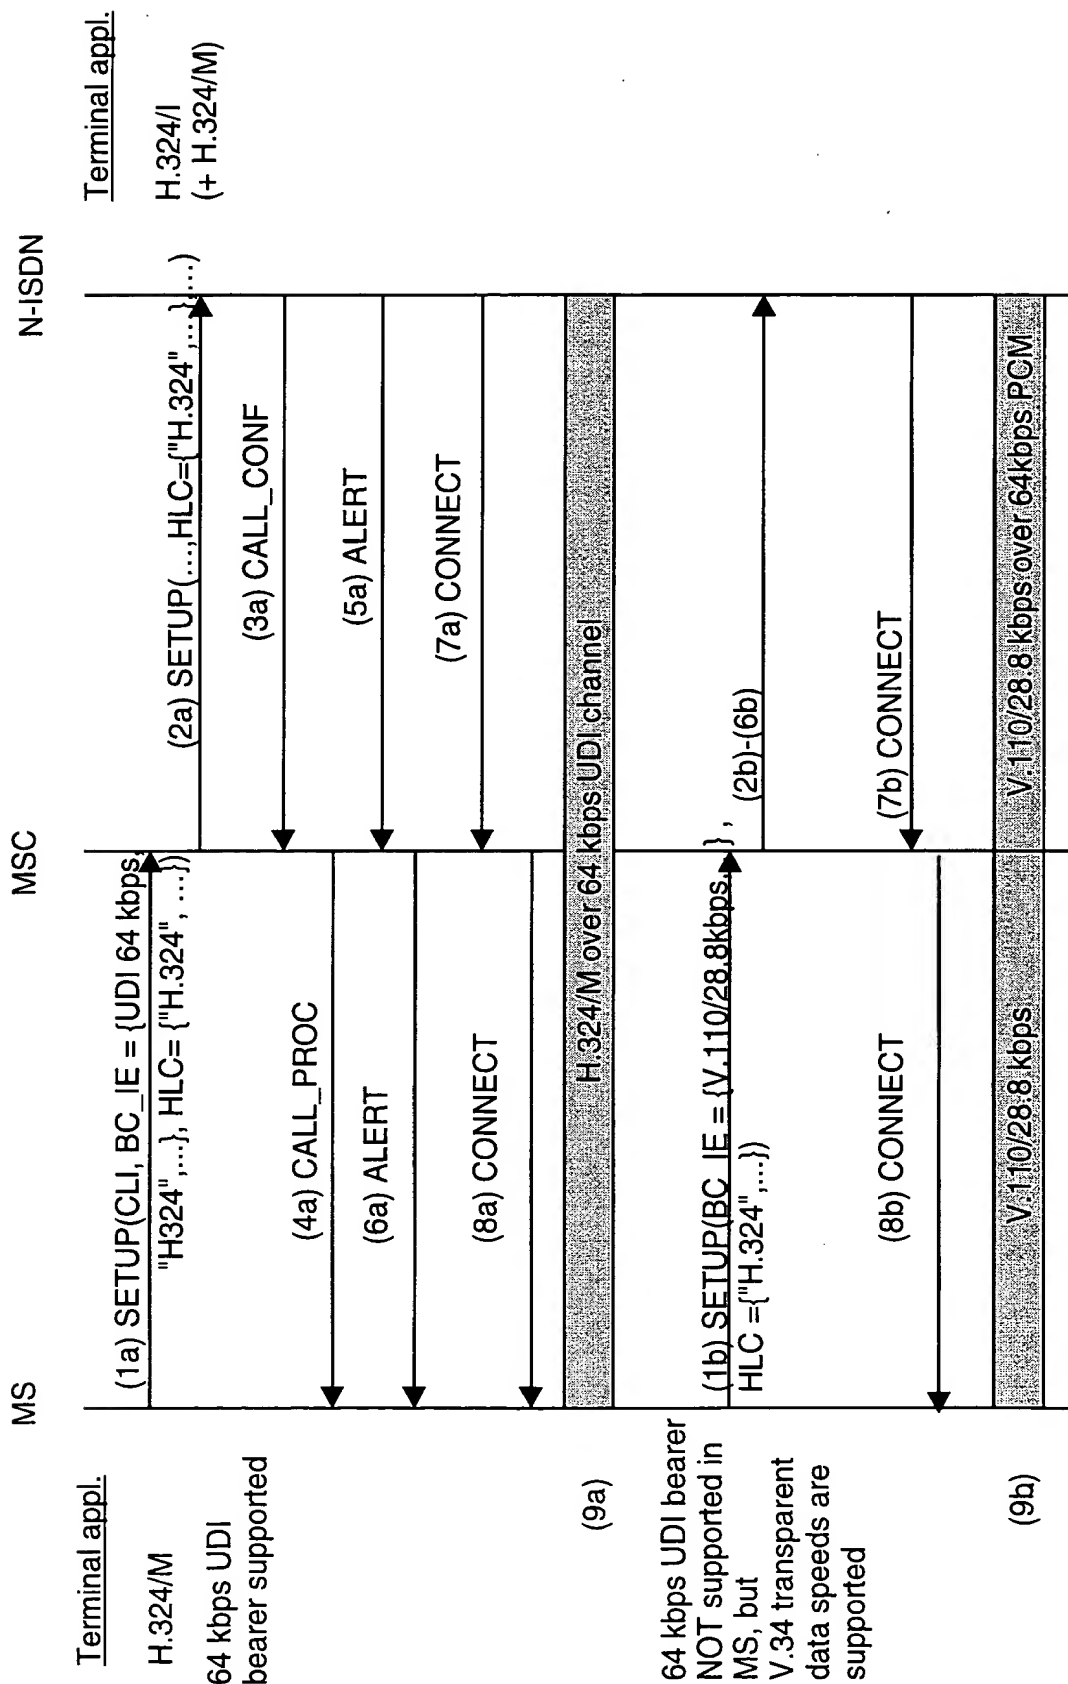 MS
MSC
N-ISDN
Terminal appl.
Terminal appl.
H.324/M
H.324/I
(+ H.324/M)
64 kbps UDI
bearer supported
(1a) SETUP(CLI, BC_IE = {UDI 64 kbps,
"H324",...}, HLC= {"H.324", ...})
(2a) SETUP(...,HLC={"H.324",...},...)
(3a) CALL_CONF
(4a) CALL_PROC
(5a) ALERT
(6a) ALERT
(7a) CONNECT
(8a) CONNECT
(9a)
H.324/M over 64 kbps UDI channel
64 kbps UDI bearer
NOT supported in
MS, but
V.34 transparent
data speeds are
supported
(1b) SETUP(BC_IE = {V.110/28.8kbps,...},
HLC ={"H.324",...})
(2b)-(6b)
(7b) CONNECT
(8b) CONNECT
(9b)
V.110/28.8 kbps
V.110/28.8 kbps over 64kbps PCM